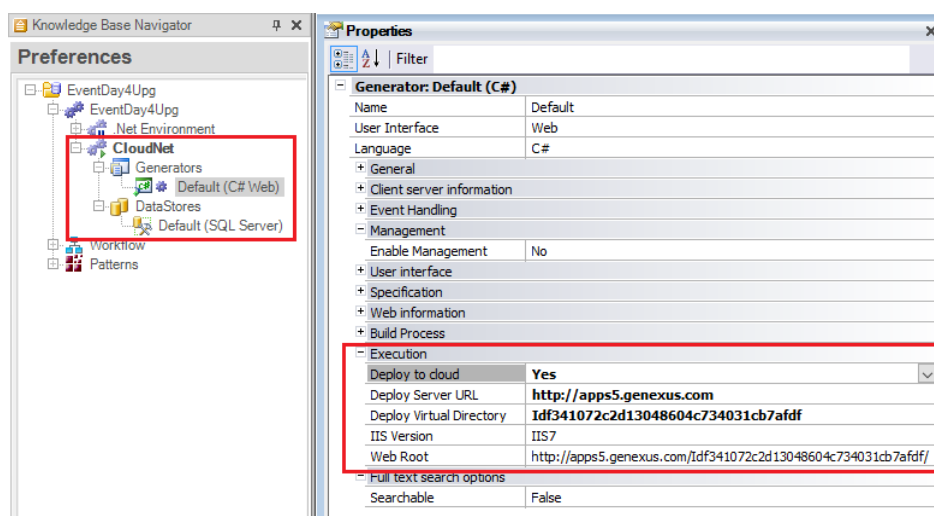 Knowledge Base Navigator
Preferences
EventDay4Upg
EventDay4Upg
.Net Environment
CloudNet
Generators
Default (C# Web)
DataStores
Default (SQL Server)
Workflow
Patterns
Properties
Filter
Generator: Default (C#)
Name Default
User Interface Web
Language C#
General
Client server information
Event Handling
Management
Enable Management No
User interface
Specification
Web information
Build Process
Execution
Deploy to cloud Yes
Deploy Server URL http://apps5.genexus.com
Deploy Virtual Directory Idf341072c2d13048604c734031cb7afdf
IIS Version IIS7
Web Root http://apps5.genexus.com/Idf341072c2d13048604c734031cb7afdf/
Full text search options
Searchable False